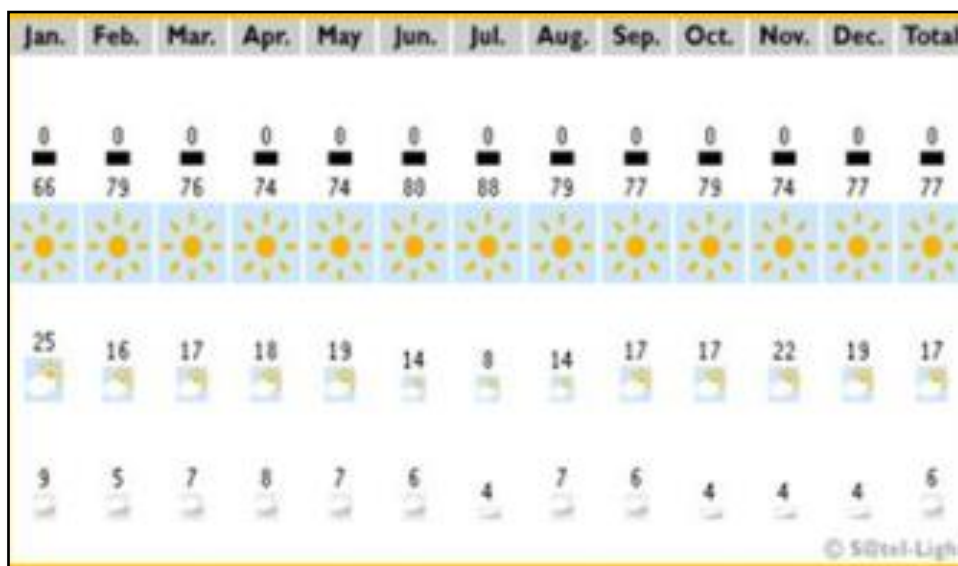 Jan. Feb. Mar. Apr. May Jun. Jul. Aug. Sep. Oct. Nov. Dec. Total
0 0 0 0 0 0 0 0 0 0 0 0 0
66 79 76 74 74 80 88 79 77 79 74 77 77
25 16 17 18 19 14 8 14 17 17 22 19 17
9 5 7 8 7 6 4 7 6 4 4 4 6
© S@tel-Ligh